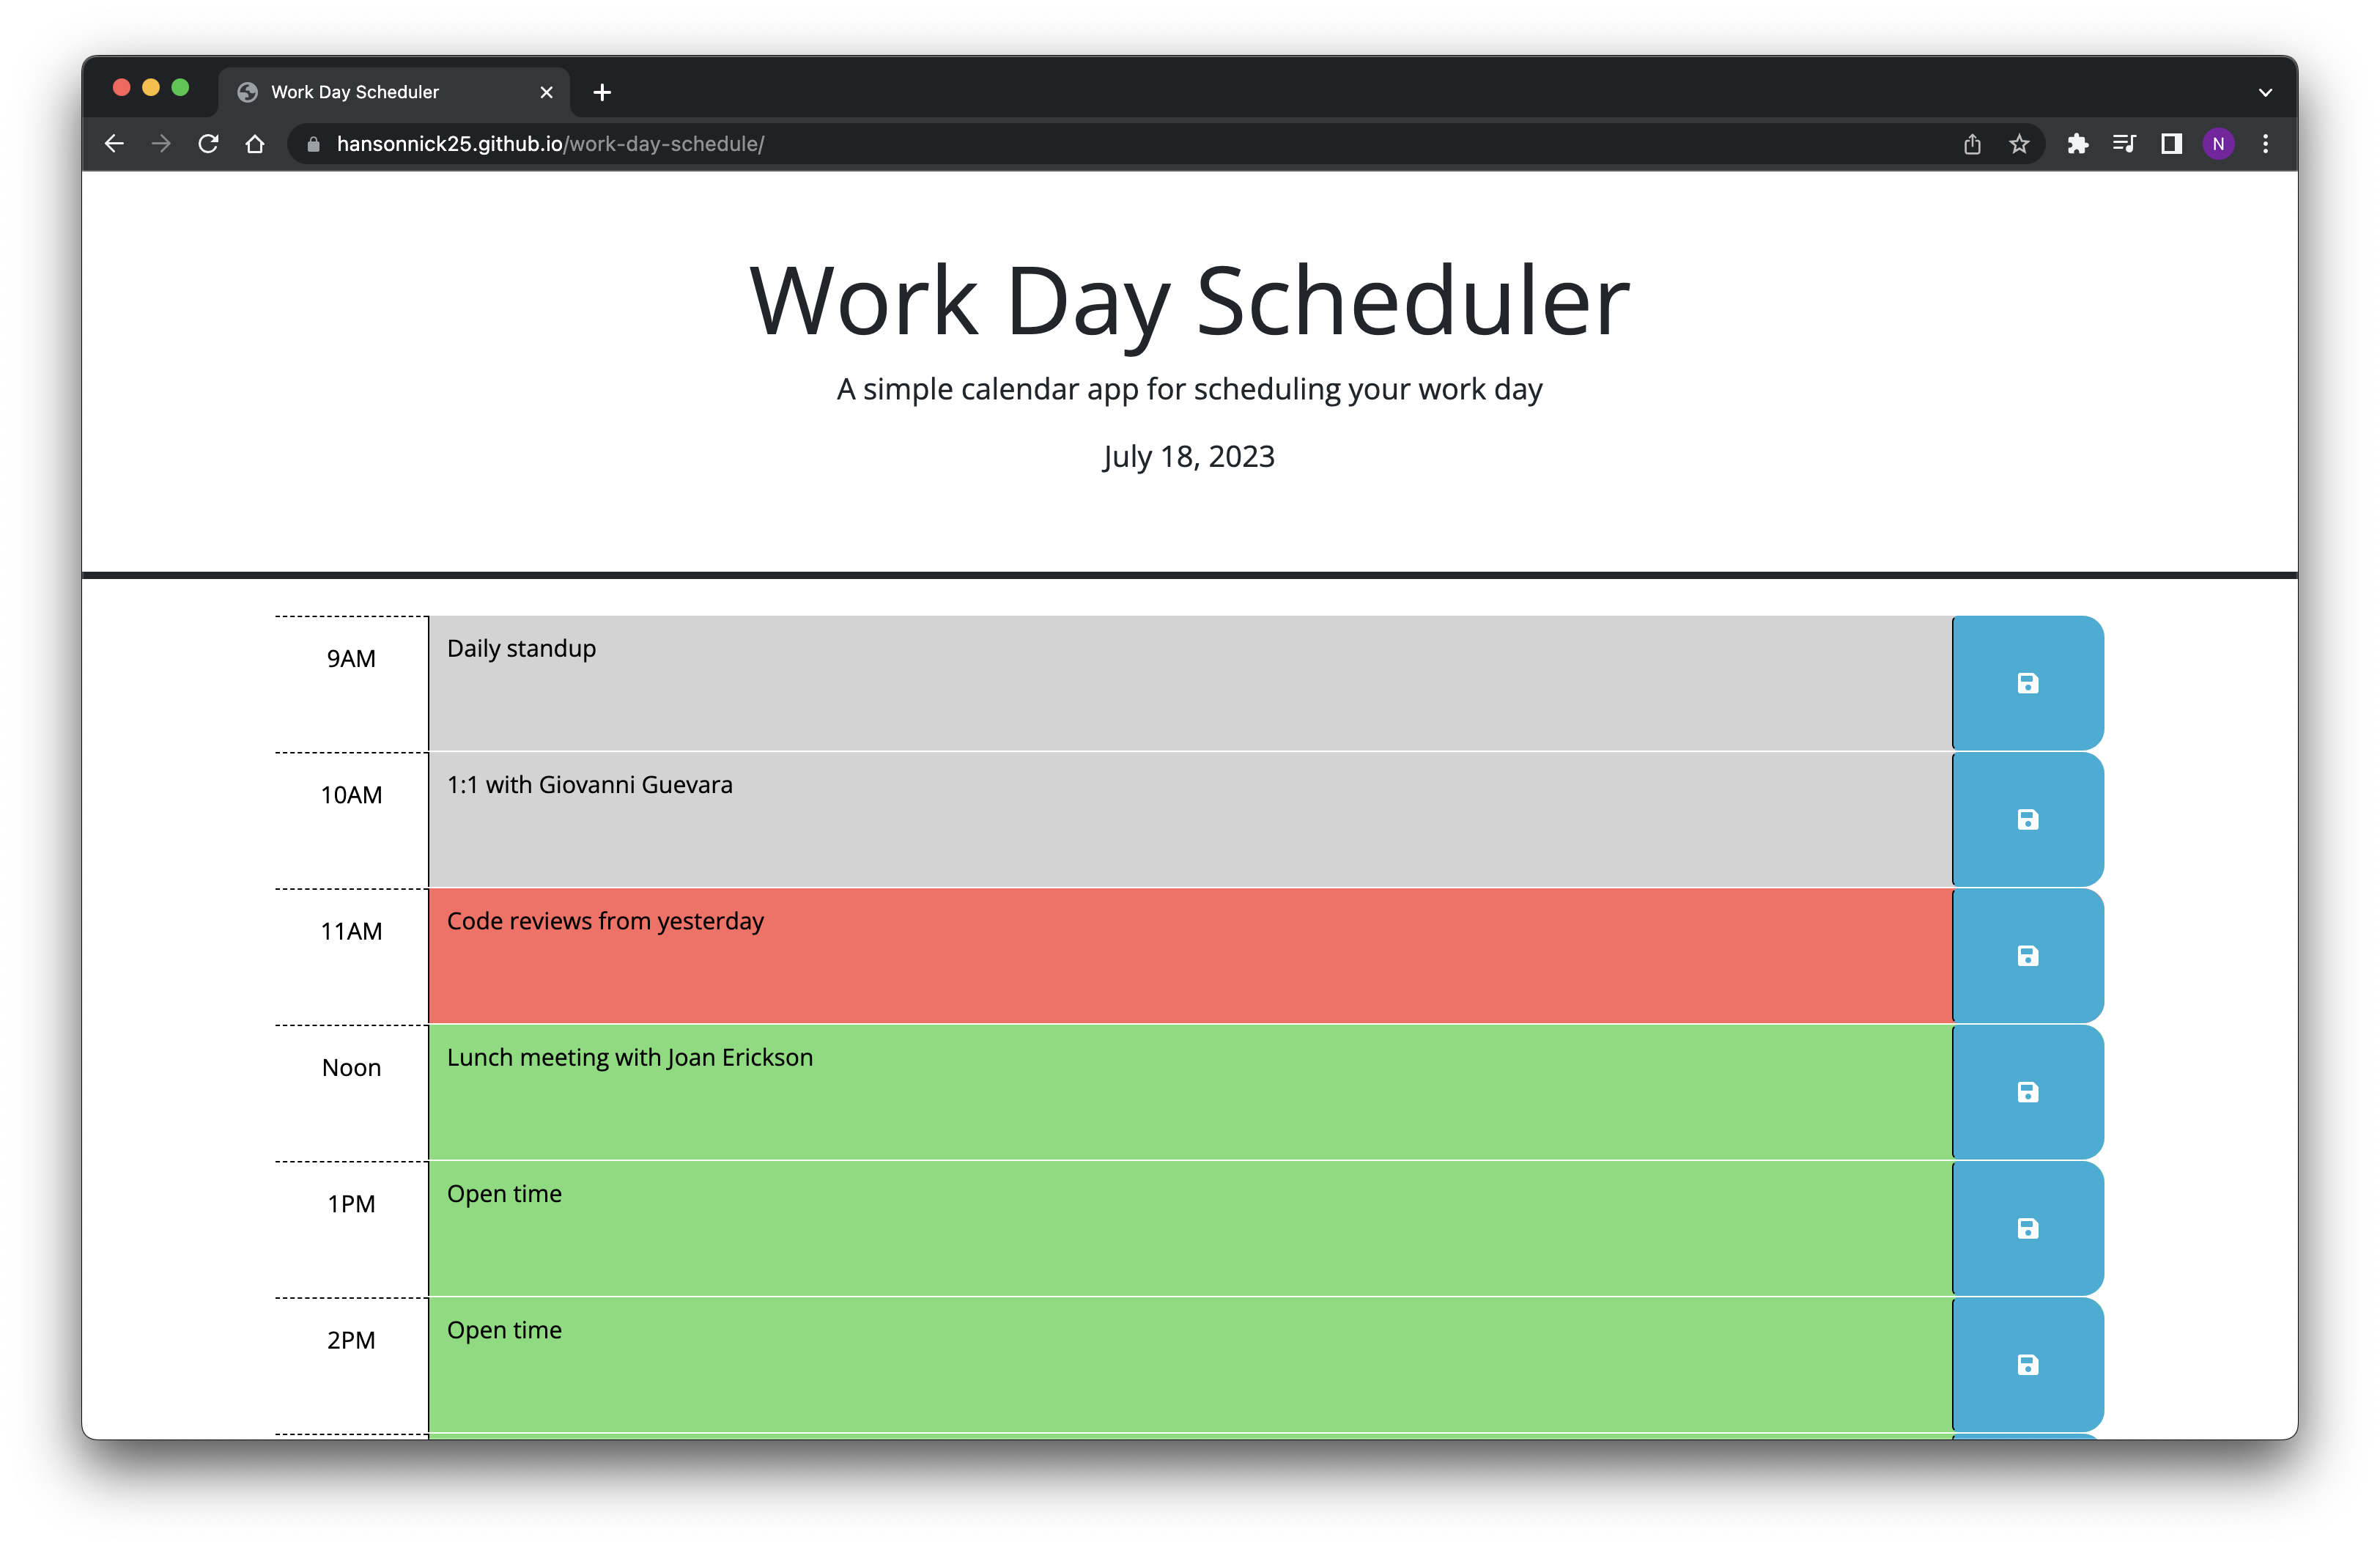 Work Day Scheduler
hansonnick25.github.io/work-day-schedule/
N
Work Day Scheduler
A simple calendar app for scheduling your work day
July 18, 2023
9AM
Daily standup
10AM
1:1 with Giovanni Guevara
11AM
Code reviews from yesterday
Noon
Lunch meeting with Joan Erickson
1PM
Open time
2PM
Open time